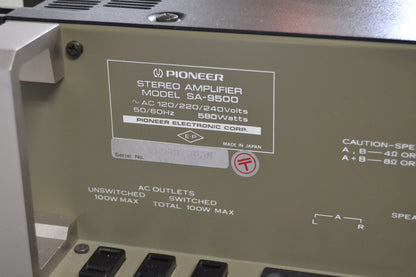 PIONEER
STEREO AMPLIFIER
MODEL SA-9500
~ AC 120/220/240Volts
50/60Hz 580Watts
PIONEER ELECTRONIC CORP.
E-P
MADE IN JAPAN
Serial No.
〒
AC OUTLETS
UNSWITCHED SWITCHED
100W MAX TOTAL 100W MAX
CAUTION-SPE
A, B—4Ω OR
A+B—8Ω OR
A
L R
SPEA